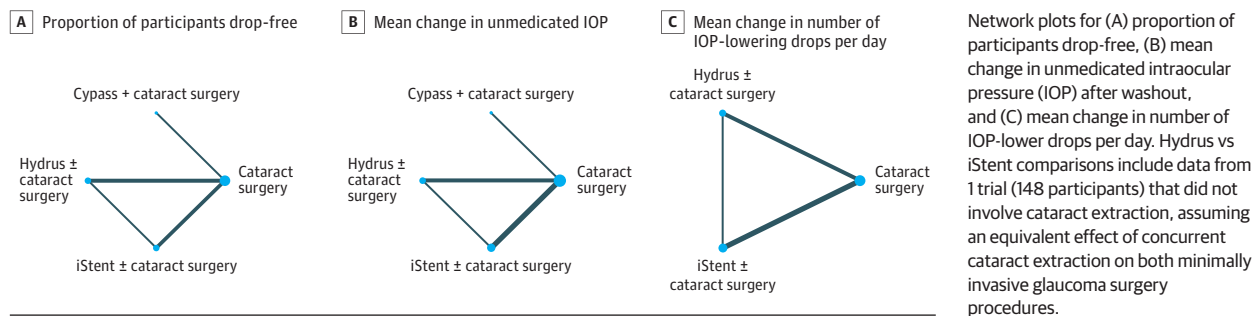 A Proportion of participants drop-free
Cypass + cataract surgery
Hydrus ±
cataract
surgery
Cataract
surgery
iStent ± cataract surgery
B Mean change in unmedicated IOP
Cypass + cataract surgery
Hydrus ±
cataract
surgery
Cataract
surgery
iStent ± cataract surgery
C Mean change in number of
IOP-lowering drops per day
Hydrus ±
cataract surgery
Cataract
surgery
iStent ±
cataract surgery
Network plots for (A) proportion of
participants drop-free, (B) mean
change in unmedicated intraocular
pressure (IOP) after washout,
and (C) mean change in number of
IOP-lower drops per day. Hydrus vs
iStent comparisons include data from
1 trial (148 participants) that did not
involve cataract extraction, assuming
an equivalent effect of concurrent
cataract extraction on both minimally
invasive glaucoma surgery
procedures.